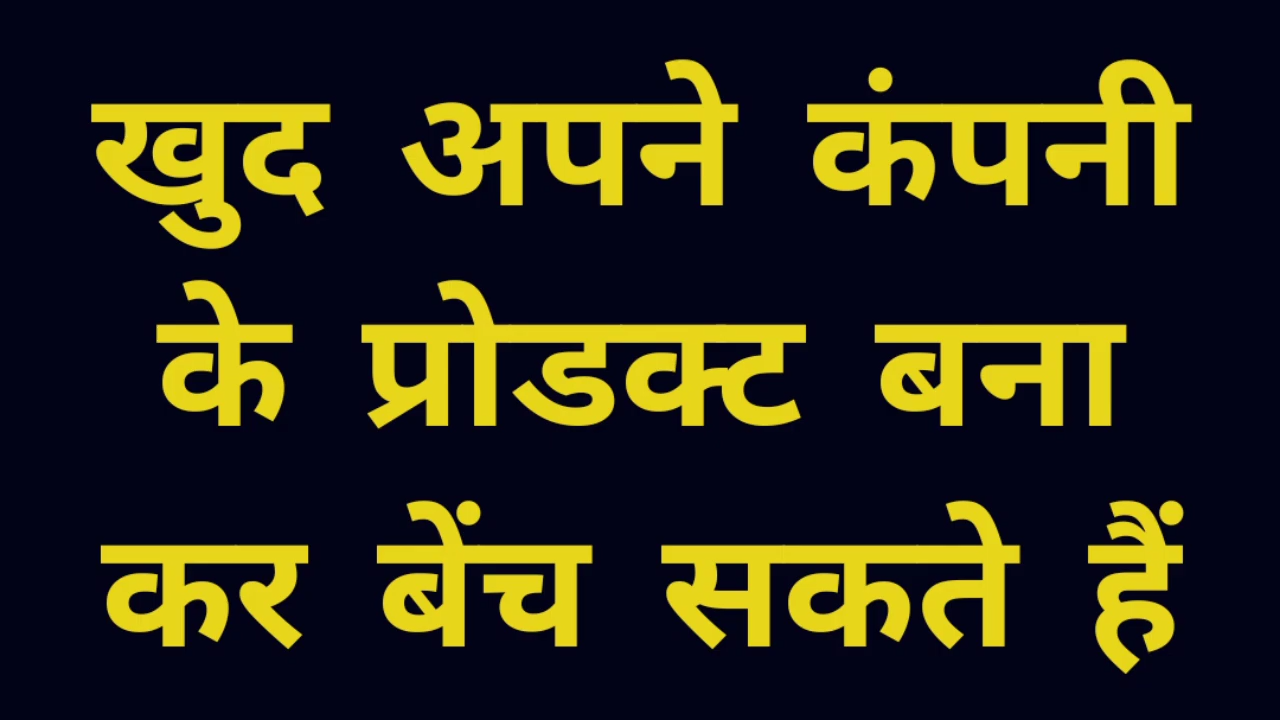 खुद अपने कंपनी
के प्रोडक्ट बना
कर बेंच सकते हैं